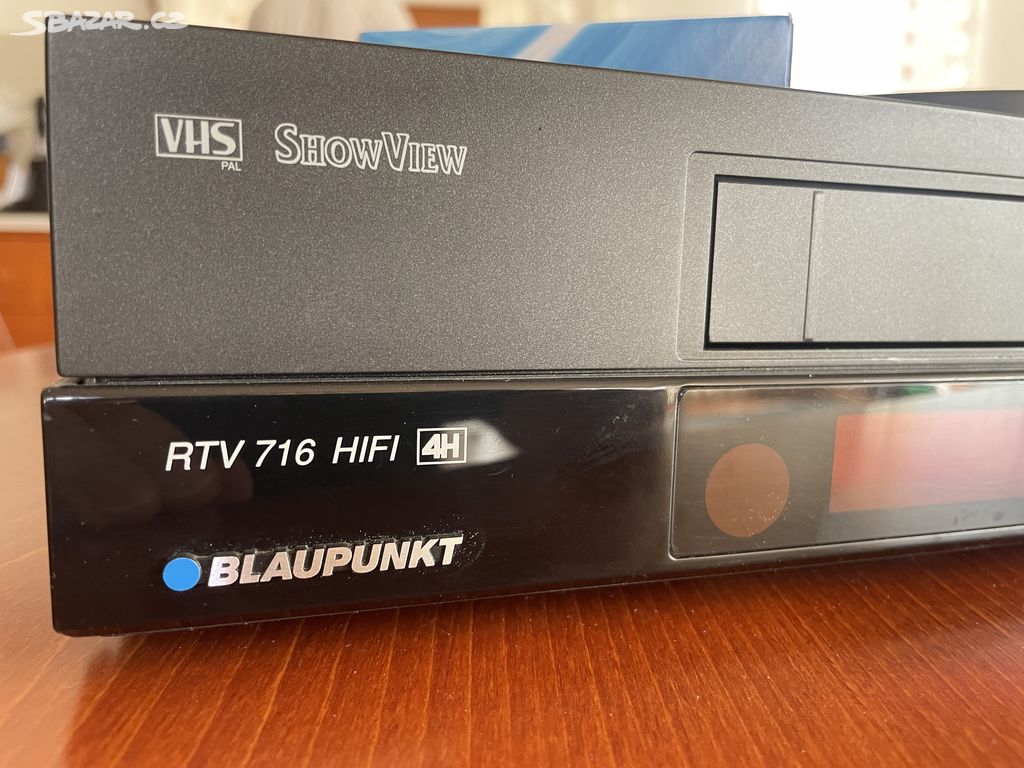 SBAZAR.CZ
VHS
PAL
SHOWVIEW
RTV 716 HIFI 4H
BLAUPUNKT